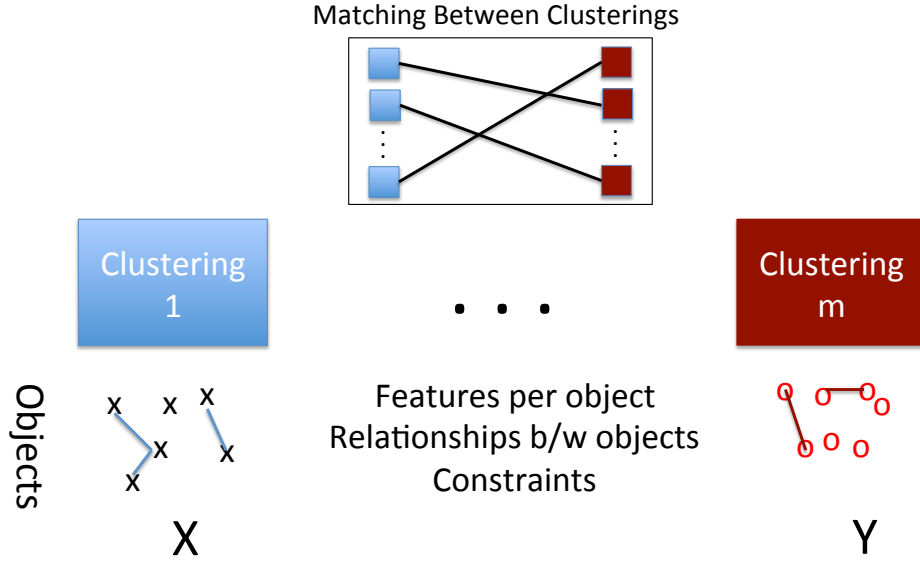 Matching Between Clusterings
Clustering
1
. . .
Clustering
m
Objects
x x x
x x
x
Features per object
Relationships b/w objects
Constraints
o o o o
o o o
X
Y